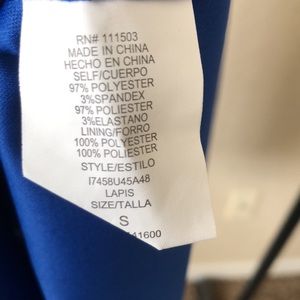 RN# 111503
MADE IN CHINA
HECHO EN CHINA
SELF/CUERPO
97% POLYESTER
3%SPANDEX
97% POLIESTER
3%ELASTANO
LINING/FORRO
100% POLYESTER
100% POLIESTER
STYLE/ESTILO
I7458U45A48
LAPIS
SIZE/TALLA
S